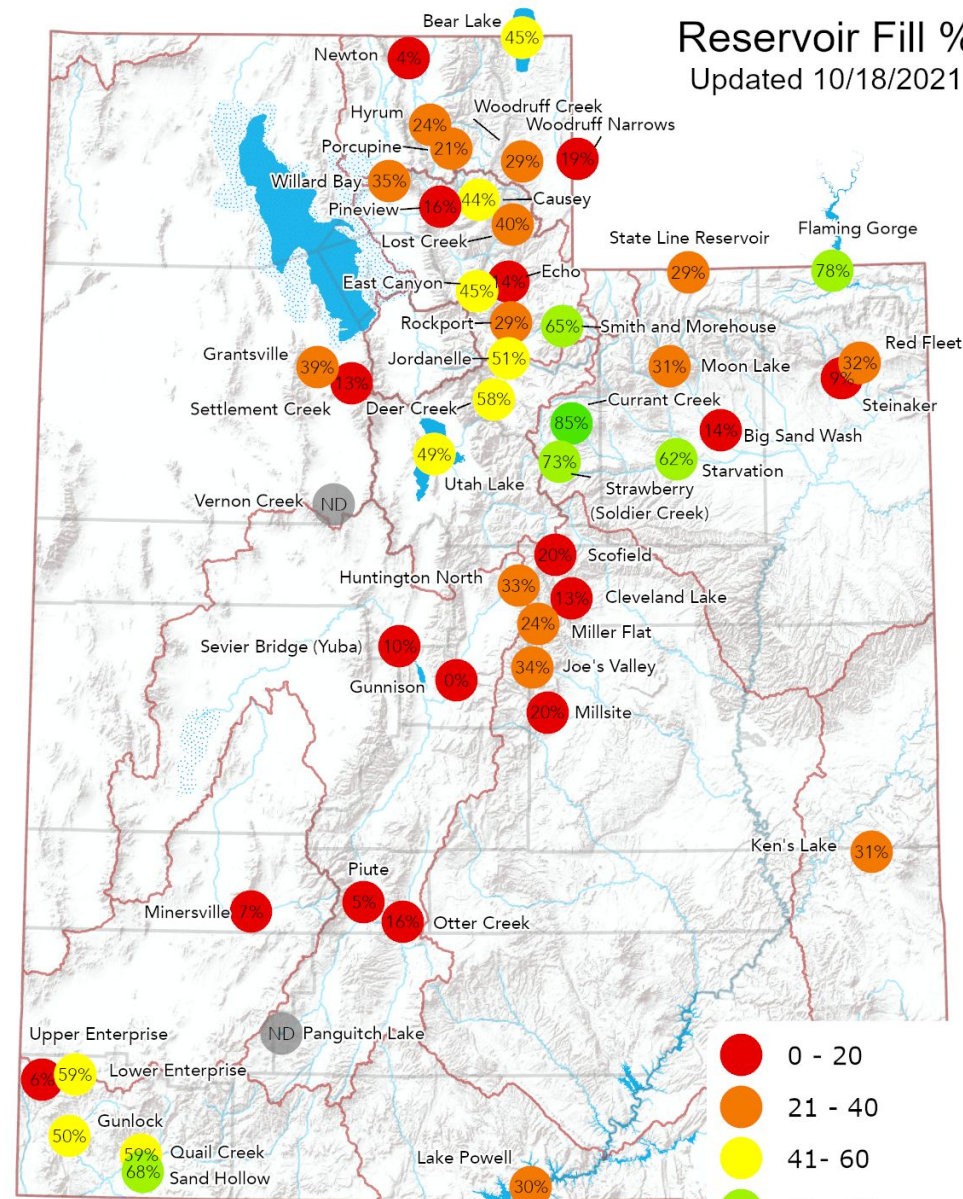 Reservoir Fill %
Updated 10/18/2021
Bear Lake
45%
Newton
4%
Hyrum
24%
Woodruff Creek
29%
Woodruff Narrows
19%
Porcupine
21%
Willard Bay
35%
Pineview
16%
44%
Causey
Lost Creek
40%
State Line Reservoir
29%
Flaming Gorge
78%
East Canyon
45%
14%
Echo
Rockport
29%
65%
Smith and Morehouse
Grantsville
39%
Jordanelle
51%
31%
Moon Lake
Red Fleet
32%
9%
Steinaker
13%
Settlement Creek
Deer Creek
58%
Currant Creek
85%
14%
Big Sand Wash
49%
Utah Lake
73%
Strawberry
(Soldier Creek)
62%
Starvation
Vernon Creek
ND
20%
Scofield
Huntington North
33%
13%
Cleveland Lake
24%
Miller Flat
Sevier Bridge (Yuba)
10%
34%
Joe's Valley
Gunnison
0%
20%
Millsite
Ken's Lake
31%
Piute
5%
Minersville
7%
16%
Otter Creek
ND
Panguitch Lake
Upper Enterprise
6%
59%
Lower Enterprise
Gunlock
50%
59%
Quail Creek
68%
Sand Hollow
Lake Powell
30%
0 - 20
21 - 40
41- 60